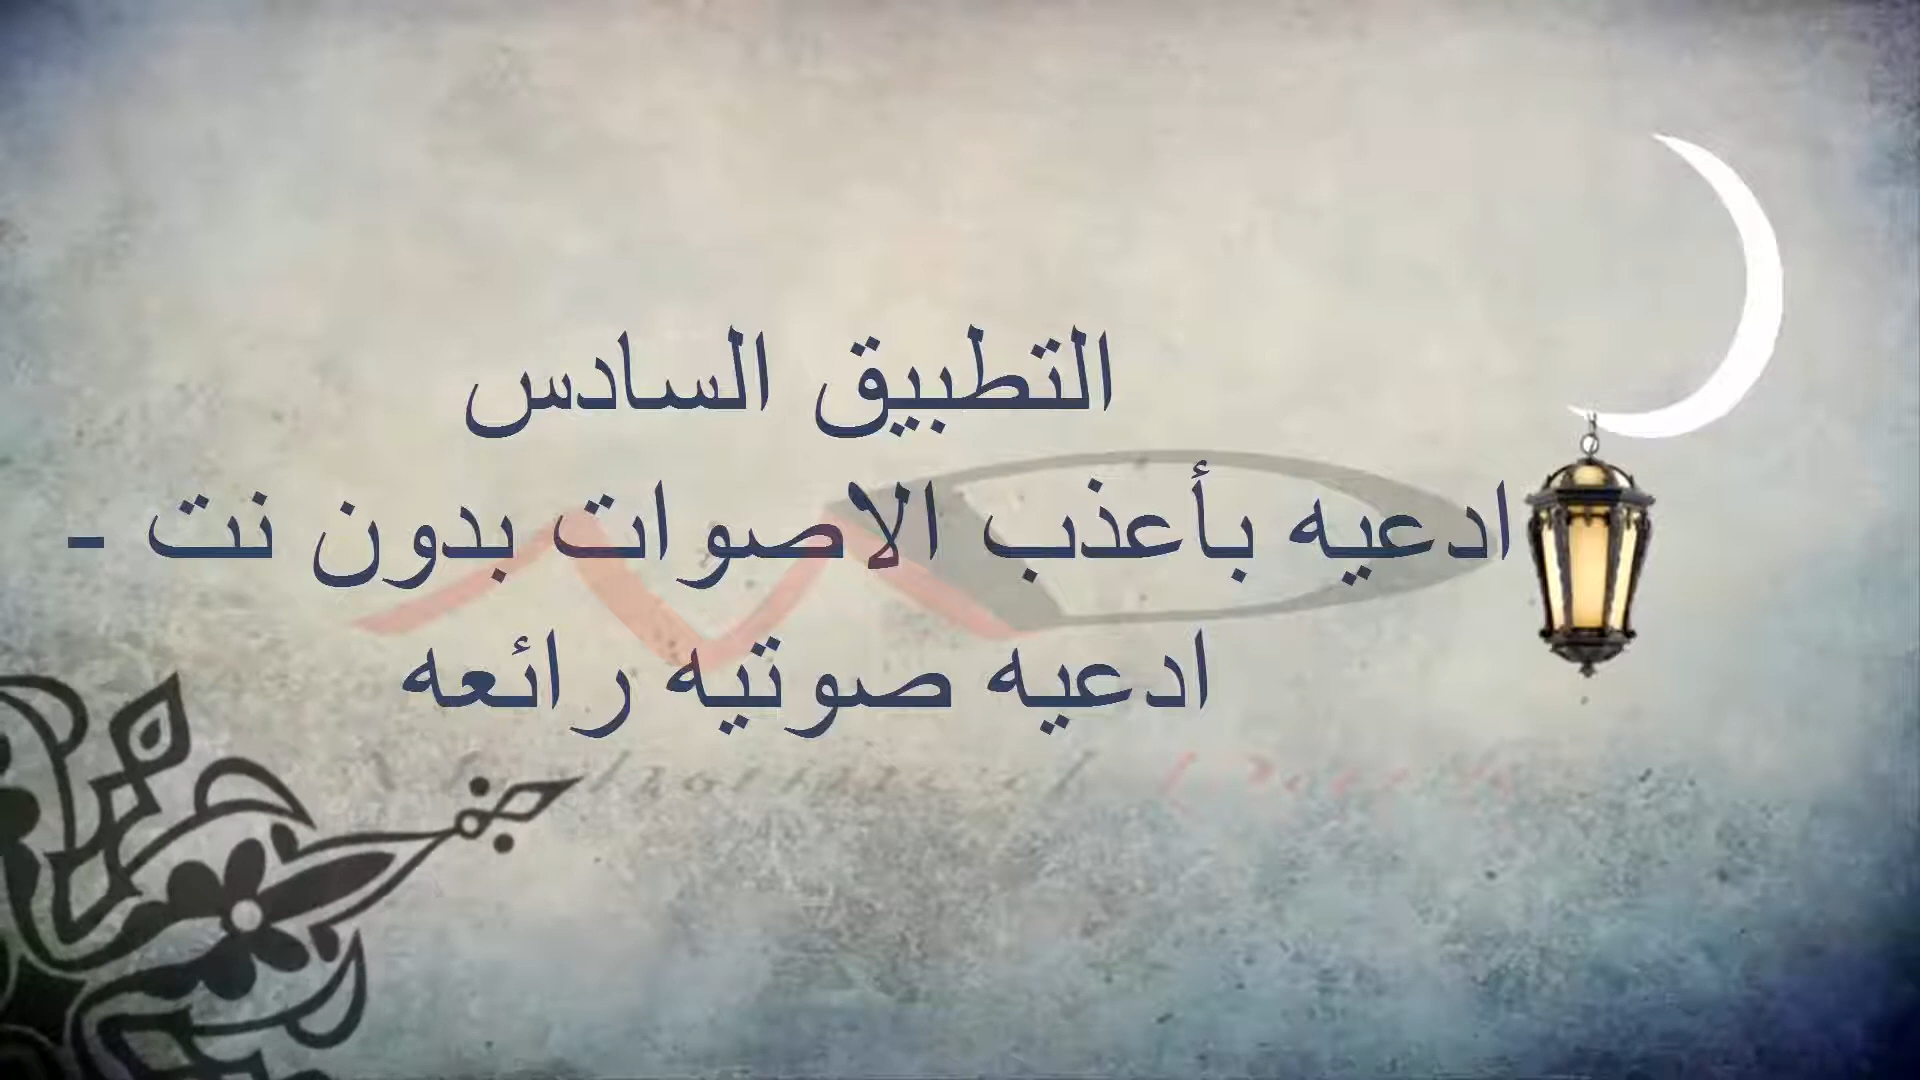 التطبيق السادس
ادعيه بأعذب الاصوات بدون نت -
ادعيه صوتيه رائعه